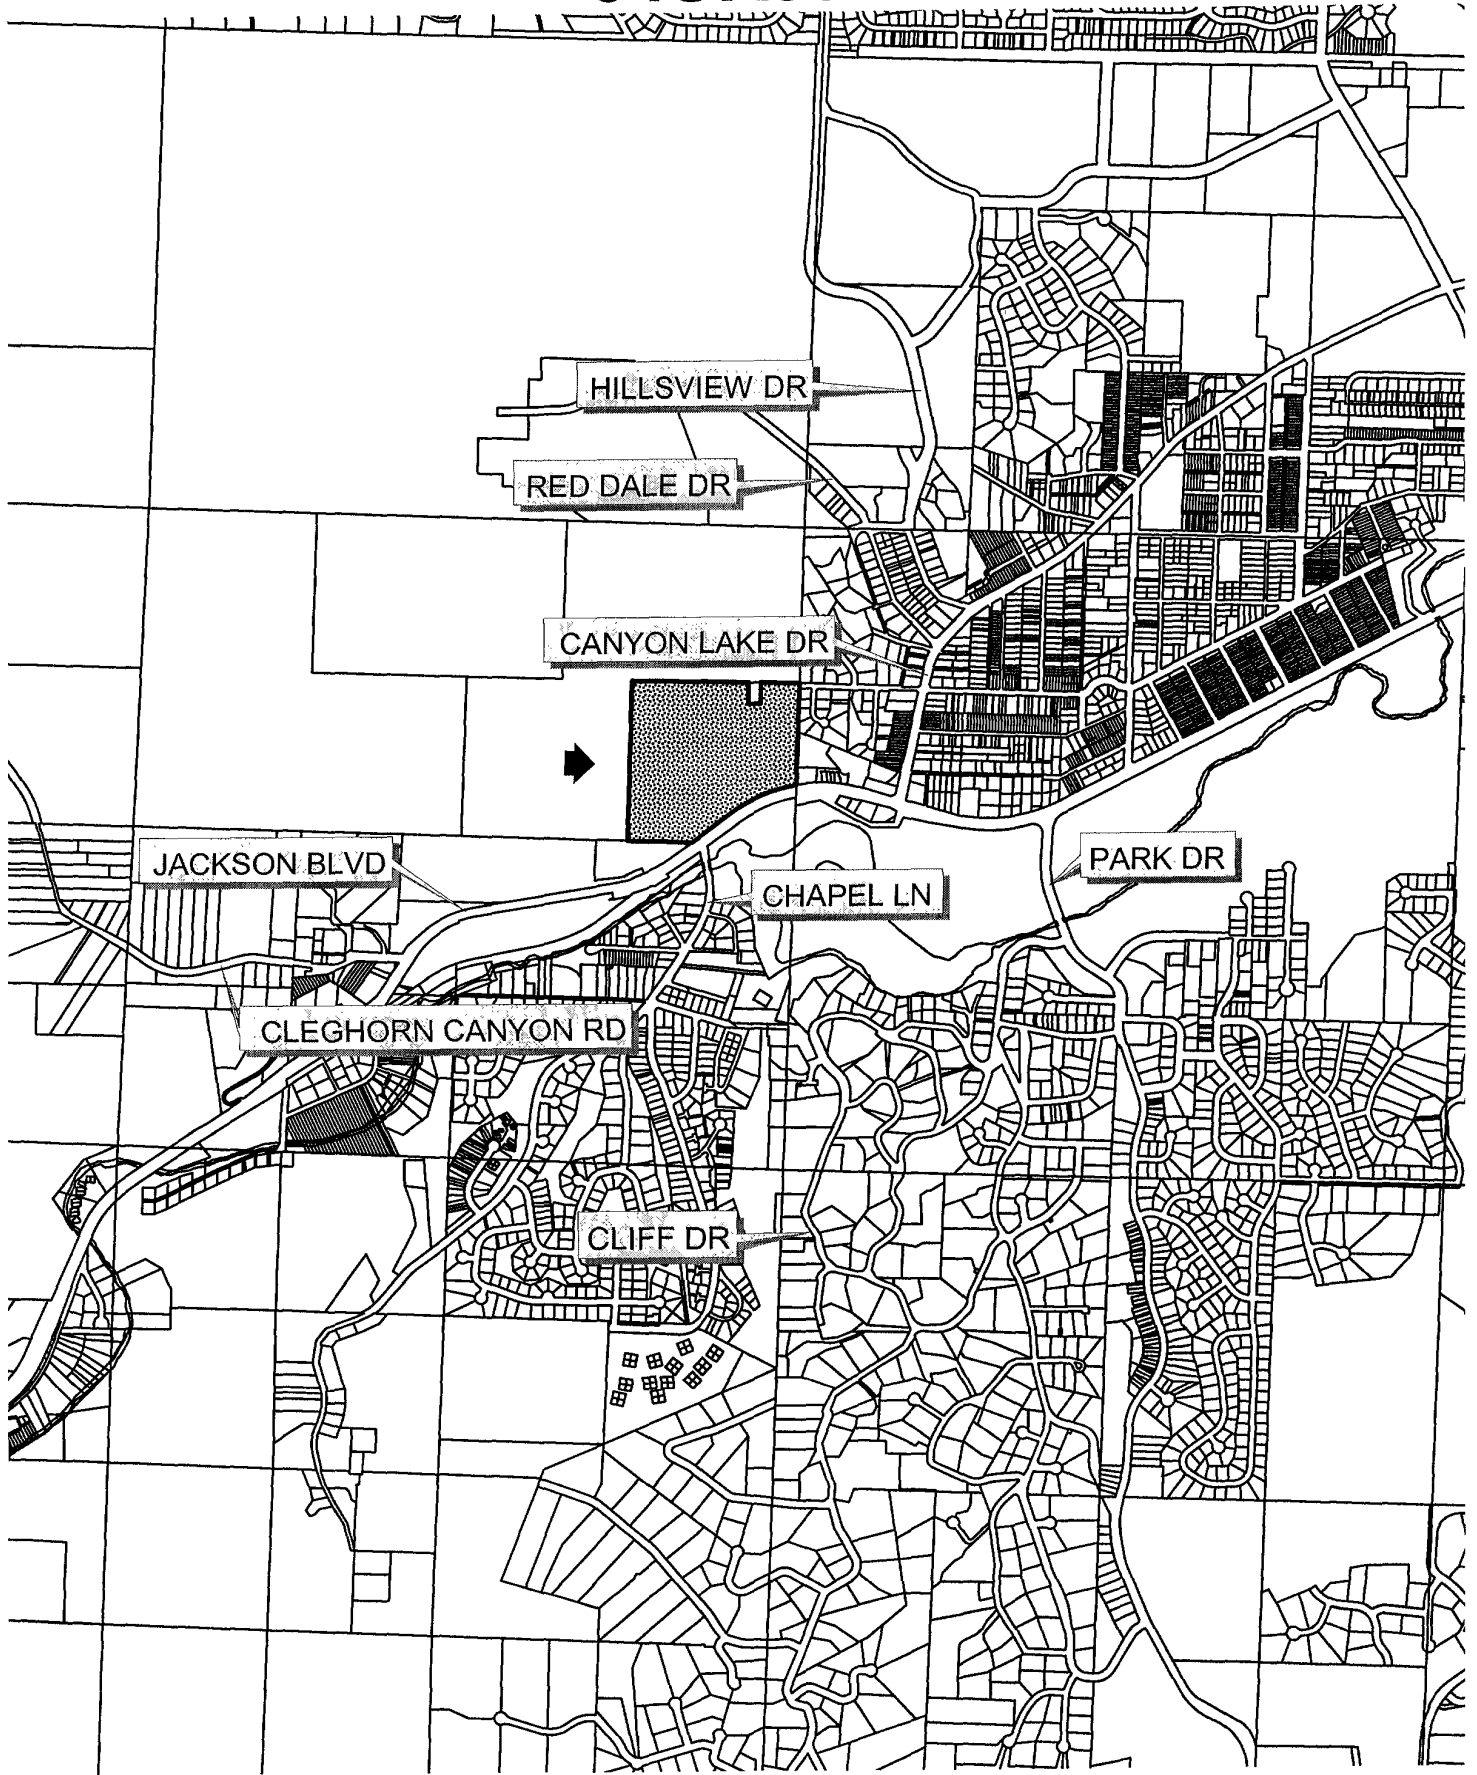 HILLSVIEW DR
RED DALE DR
CANYON LAKE DR
JACKSON BLVD
PARK DR
CHAPEL LN
CLEGHORN CANYON RD
CLIFF DR